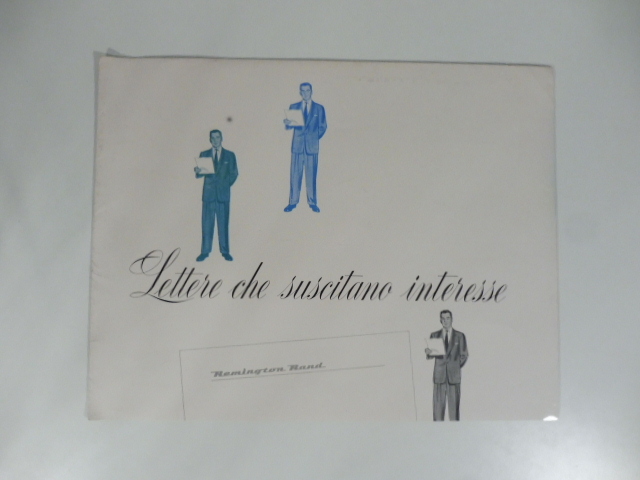 Lettere che suscitano interesse
Remington Rand